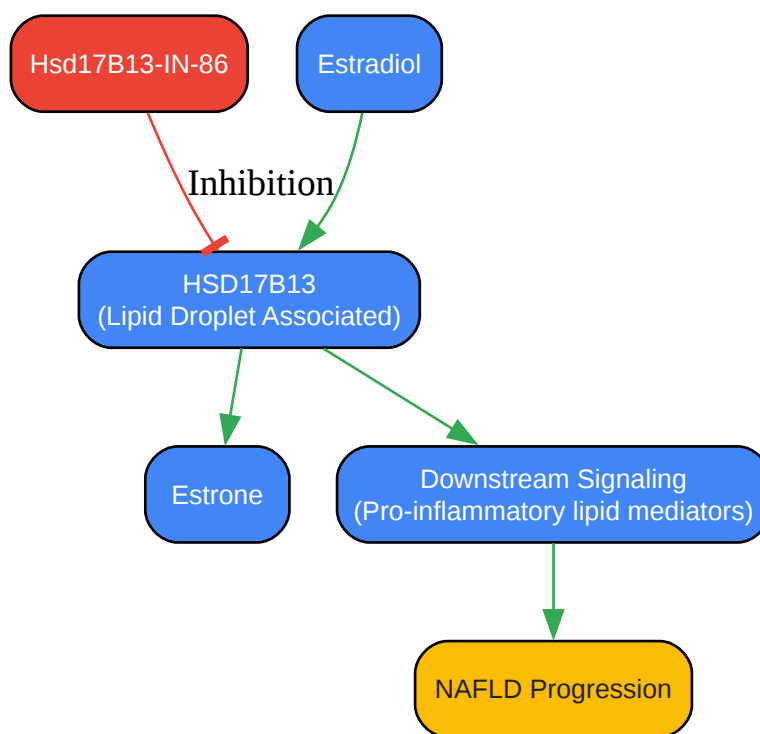 Hsd17B13-IN-86
Estradiol
Inhibition
HSD17B13
(Lipid Droplet Associated)
Estrone
Downstream Signaling
(Pro-inflammatory lipid mediators)
NAFLD Progression